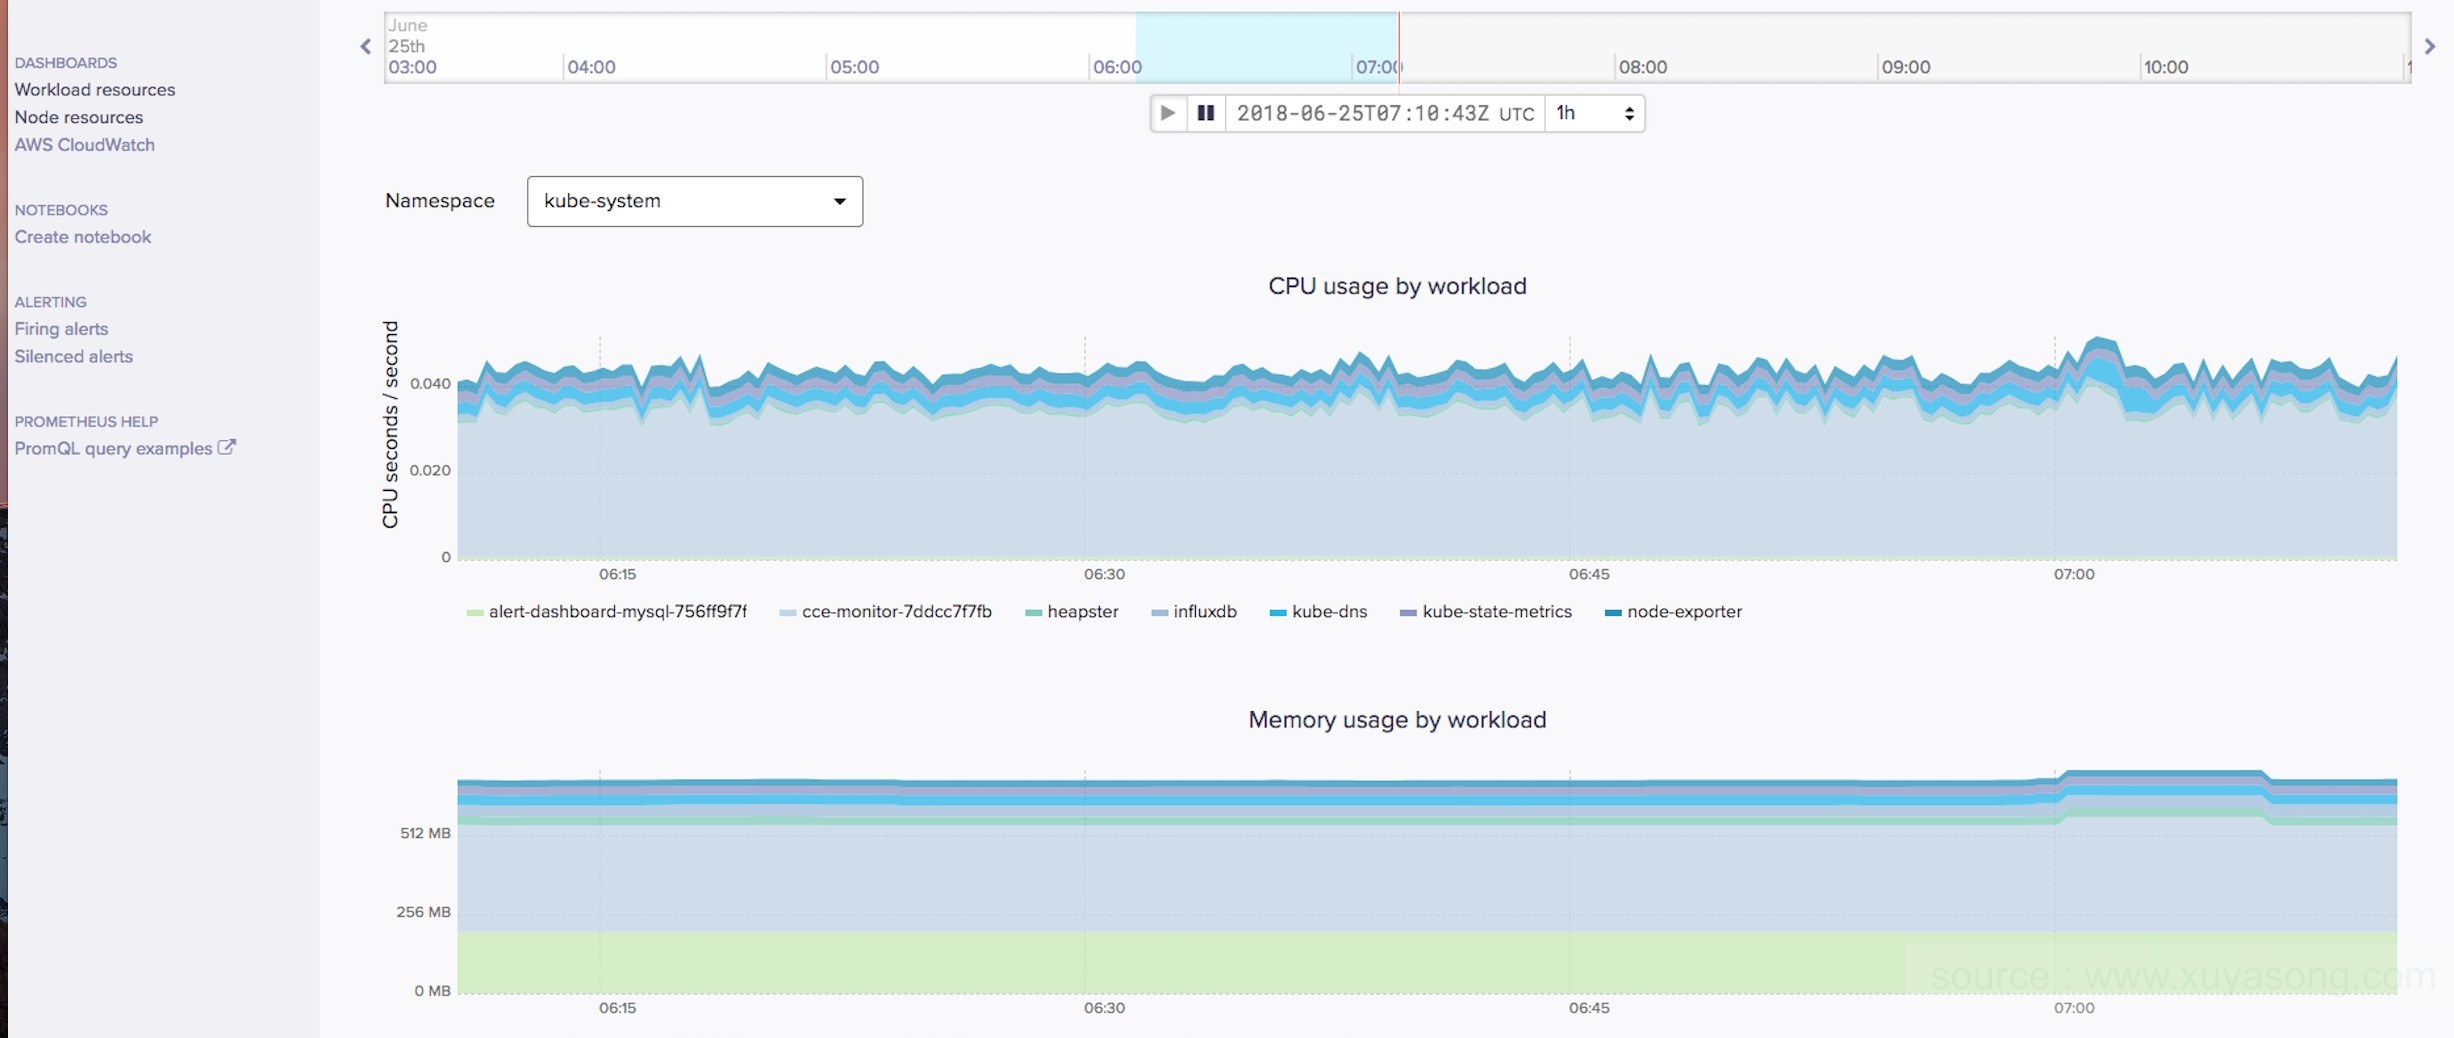 DASHBOARDS
Workload resources
Node resources
AWS CloudWatch
NOTEBOOKS
Create notebook
ALERTING
Firing alerts
Silenced alerts
PROMETHEUS HELP
PromQL query examples
June
25th
03:00 04:00 05:00 06:00 07:00 08:00 09:00 10:00
2018-06-25T07:10:43Z UTC 1h
Namespace kube-system
CPU usage by workload
CPU seconds / second
0.040
0.020
0
06:15 06:30 06:45 07:00
alert-dashboard-mysql-756ff9f7f cce-monitor-7ddcc7f7fb heapster influxdb kube-dns kube-state-metrics node-exporter
Memory usage by workload
512 MB
256 MB
0 MB
06:15 06:30 06:45 07:00
source : www.xuyasong.com